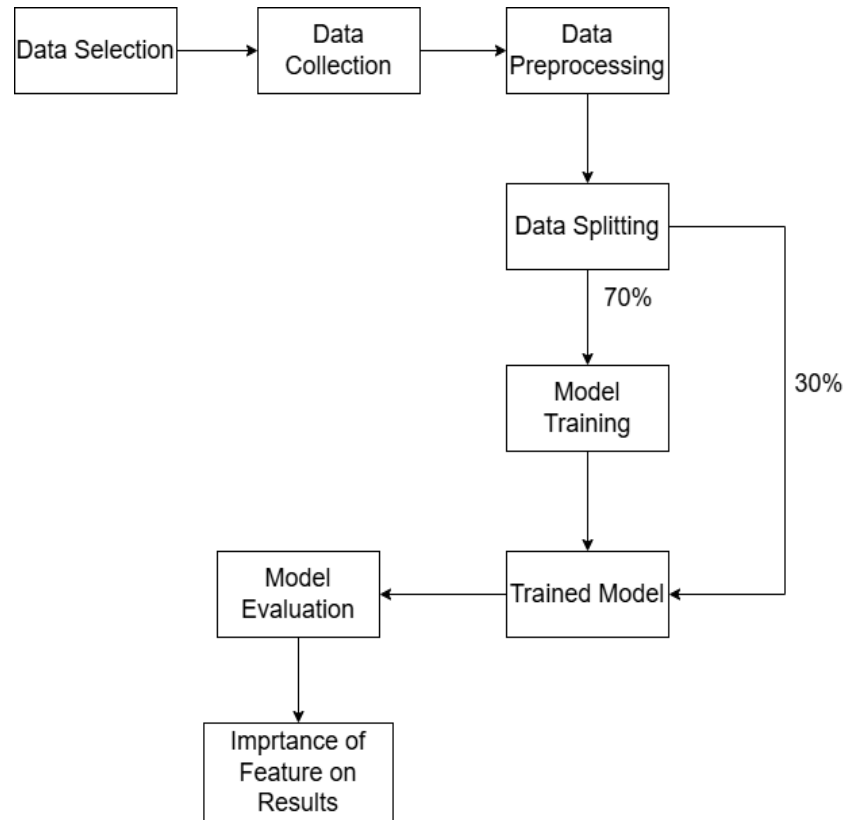 Data Selection
Data
Collection
Data
Preprocessing
Data Splitting
70%
30%
Model
Training
Model
Evaluation
Trained Model
Imprtance of
Feature on
Results